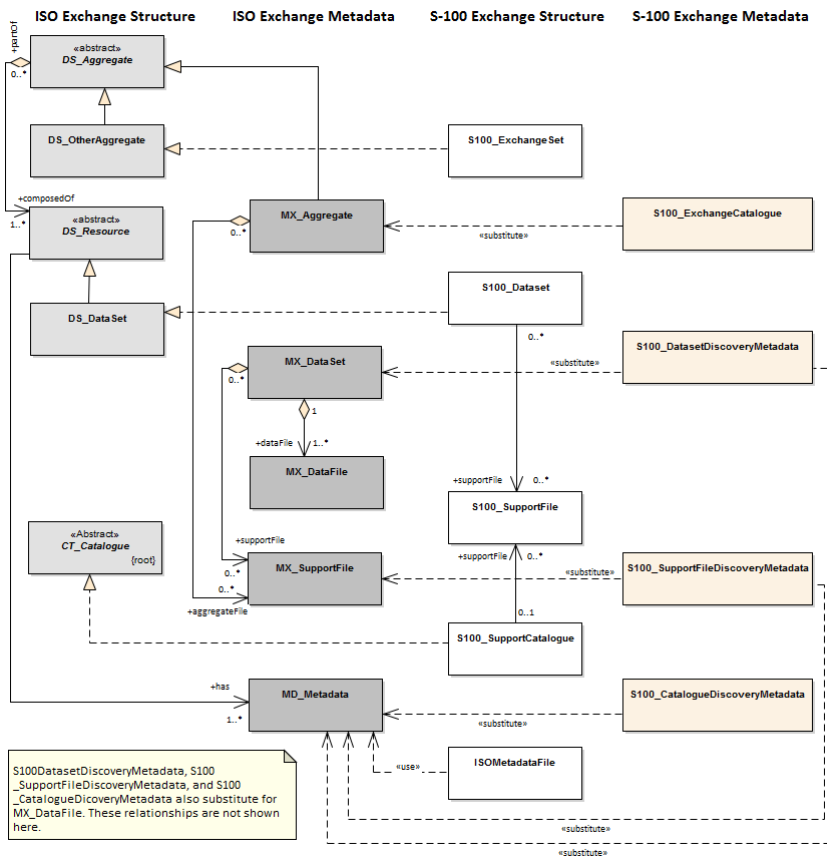 ISO Exchange Structure
ISO Exchange Metadata
S-100 Exchange Structure
S-100 Exchange Metadata
+partOf
0..*
«abstract»
DS_Aggregate
DS_OtherAggregate
S100_ExchangeSet
+composedOf
1..*
«abstract»
DS_Resource
MX_Aggregate
0..*
S100_ExchangeCatalogue
«substitute»
DS_DataSet
S100_Dataset
0..*
MX_DataSet
0..*
1
S100_DatasetDiscoveryMetadata
«substitute»
+dataFile
1..*
MX_DataFile
+supportFile
0..*
S100_SupportFile
+supportFile
0..*
«Abstract»
CT_Catalogue
{root}
+supportFile
0..*
MX_SupportFile
0..*
+aggregateFile
S100_SupportFileDiscoveryMetadata
«substitute»
0..1
S100_SupportCatalogue
+has
1..*
MD_Metadata
S100_CatalogueDiscoveryMetadata
«substitute»
«use»
ISOMetadataFile
S100DatasetDiscoveryMetadata, S100
_SupportFileDiscoveryMetadata, and S100
_CatalogueDicoveryMetadata also substitute for
MX_DataFile. These relationships are not shown
here.
«substitute»
«substitute»